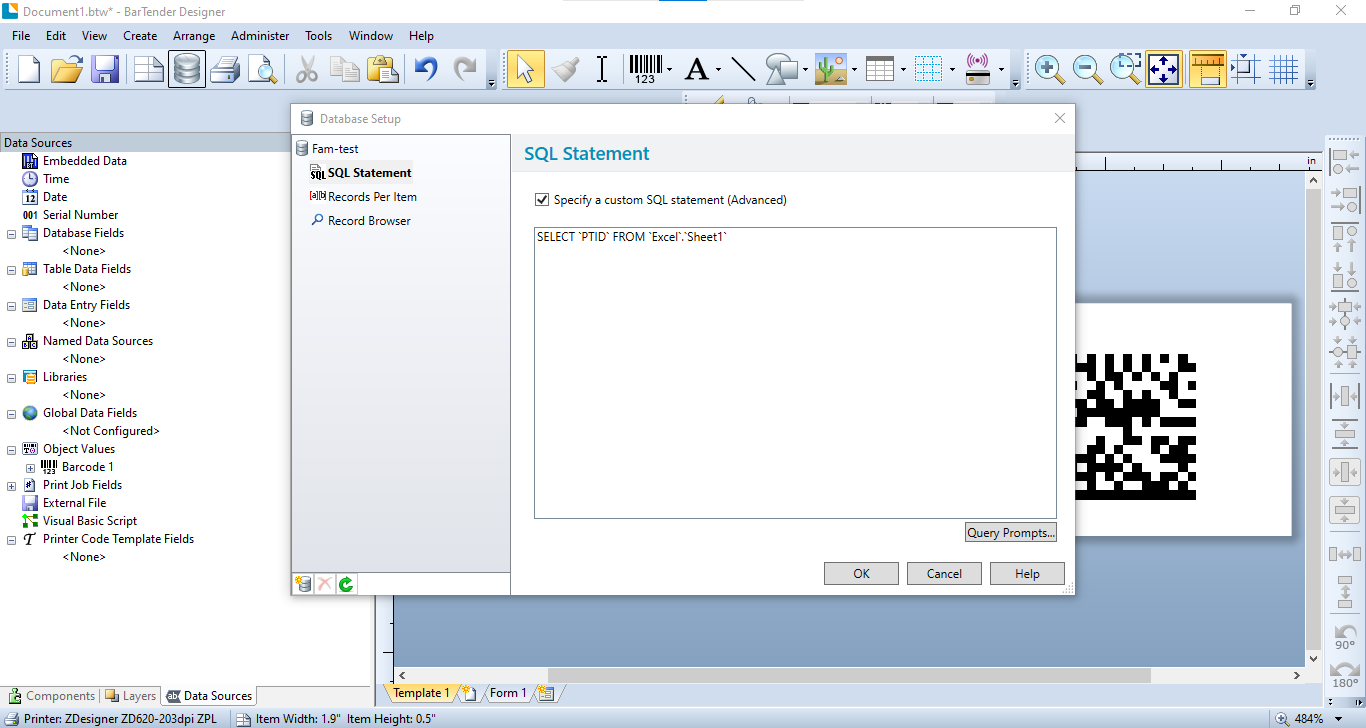 Document1.btw* - BarTender Designer
File Edit View Create Arrange Administer Tools Window Help
123
A
Data Sources
Embedded Data
Time
12 Date
001 Serial Number
Database Fields
<None>
Table Data Fields
<None>
Data Entry Fields
<None>
Named Data Sources
<None>
Libraries
<None>
Global Data Fields
<Not Configured>
Object Values
123 Barcode 1
Print Job Fields
External File
Visual Basic Script
T Printer Code Template Fields
<None>
Database Setup
Fam-test
SQL SQL Statement
[a][b] Records Per Item
Record Browser
SQL Statement
Specify a custom SQL statement (Advanced)
SELECT `PTID` FROM `Excel`.`Sheet1`
Query Prompts...
OK Cancel Help
in
90°
180°
Components Layers ab Data Sources
Template 1 Form 1
Printer: ZDesigner ZD620-203dpi ZPL Item Width: 1.9" Item Height: 0.5" 484%